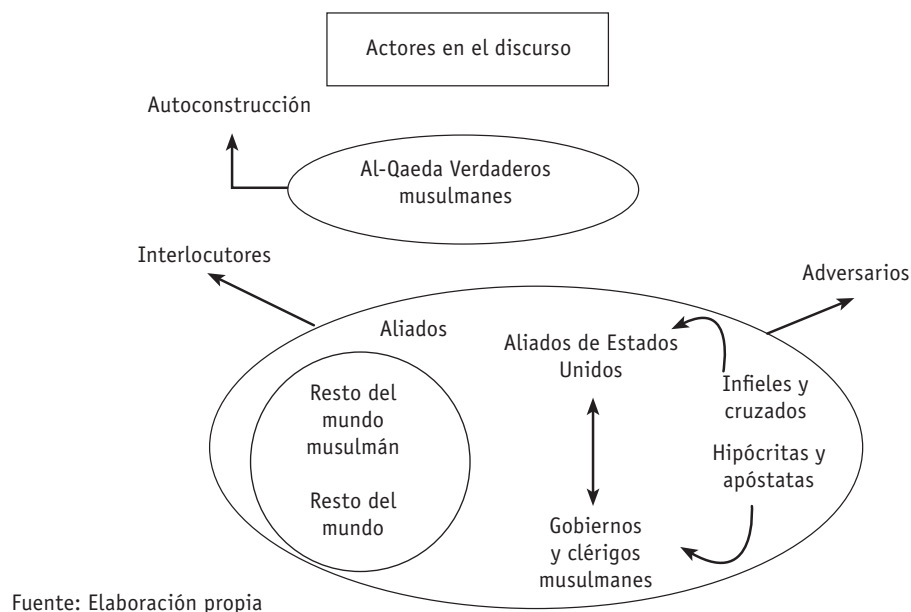 Actores en el discurso
Autoconstrucción
Al-Qaeda Verdaderos
musulmanes
Interlocutores
Adversarios
Aliados
Resto del
mundo
musulmán
Resto del
mundo
Aliados de Estados
Unidos
Infieles y
cruzados
Hipócritas y
apóstatas
Gobiernos
y clérigos
musulmanes
Fuente: Elaboración propia